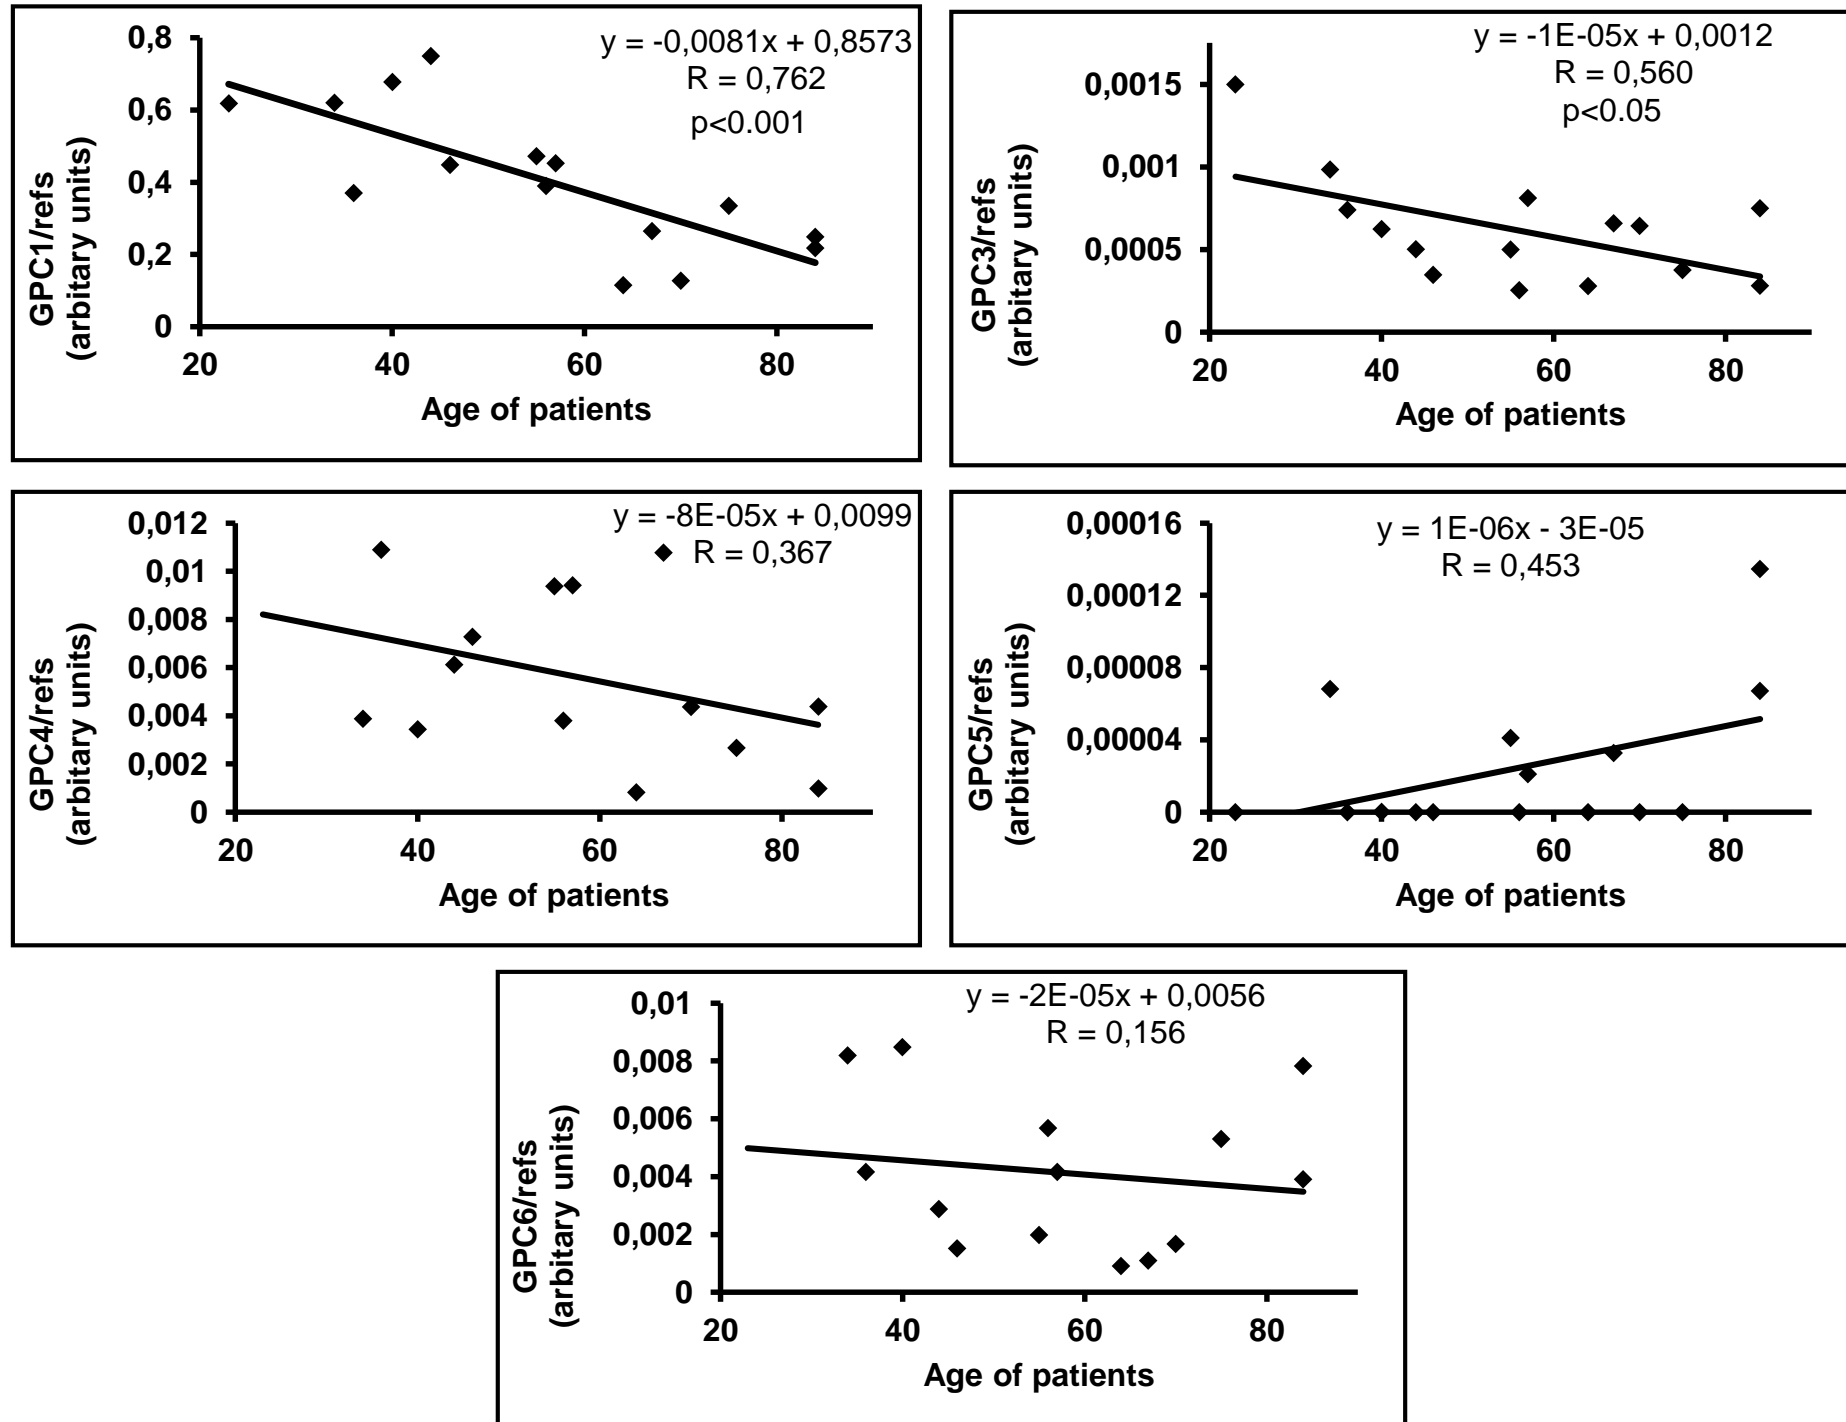 y = -0,0081x + 0,8573
R = 0,762
p<0.001
0,8
0,6
0,4
0,2
0
GPC1/refs
(arbitary units)
20 40 60 80
Age of patients
y = -1E-05x + 0,0012
R = 0,560
p<0.05
0,0015
0,001
0,0005
0
GPC3/refs
(arbitary units)
20 40 60 80
Age of patients
y = -8E-05x + 0,0099
R = 0,367
0,012
0,01
0,008
0,006
0,004
0,002
0
GPC4/refs
(arbitary units)
20 40 60 80
Age of patients
y = 1E-06x - 3E-05
R = 0,453
0,00016
0,00012
0,00008
0,00004
0
GPC5/refs
(arbitary units)
20 40 60 80
Age of patients
y = -2E-05x + 0,0056
R = 0,156
0,01
0,008
0,006
0,004
0,002
0
GPC6/refs
(arbitary units)
20 40 60 80
Age of patients